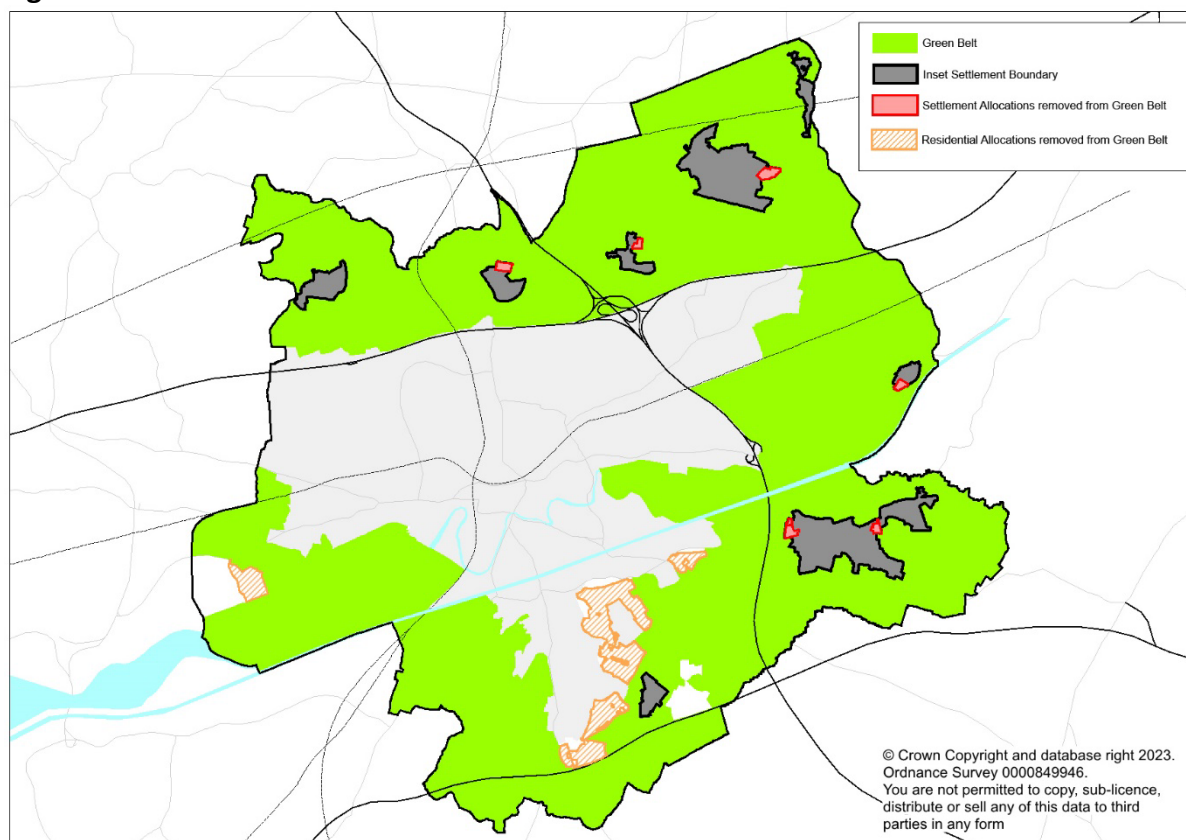 Green Belt
Inset Settlement Boundary
Settlement Allocations removed from Green Belt
Residential Allocations removed from Green Belt
© Crown Copyright and database right 2023.
Ordnance Survey 0000849946.
You are not permitted to copy, sub-licence,
distribute or sell any of this data to third
parties in any form